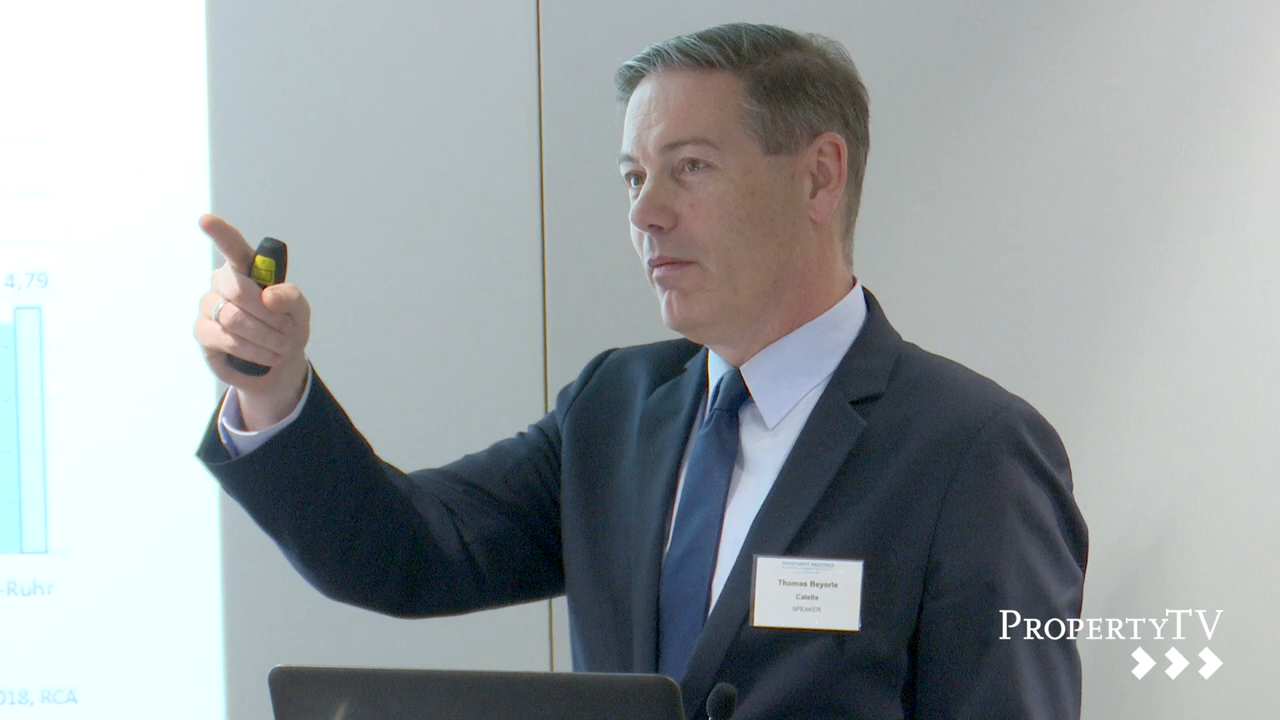 4,79
-Ruhr
018, RCA
Thomas Beyerle
Catella
SPEAKER
PROPERTYTV